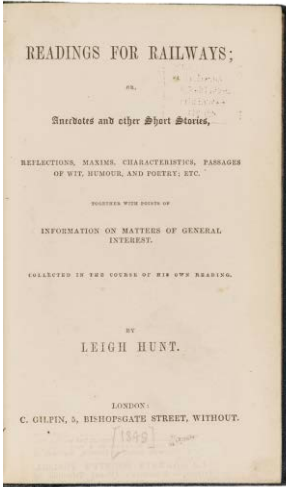 READINGS FOR RAILWAYS;
OR,
Anecdotes and other Short Stories,
REFLECTIONS, MAXIMS, CHARACTERISTICS, PASSAGES
OF WIT, HUMOUR, AND POETRY; ETC.
TOGETHER WITH POINTS OF
INFORMATION ON MATTERS OF GENERAL
INTEREST.
COLLECTED IN THE COURSE OF HIS OWN READING.
BY
LEIGH HUNT.
LONDON:
C. GILPIN, 5, BISHOPSGATE STREET, WITHOUT.